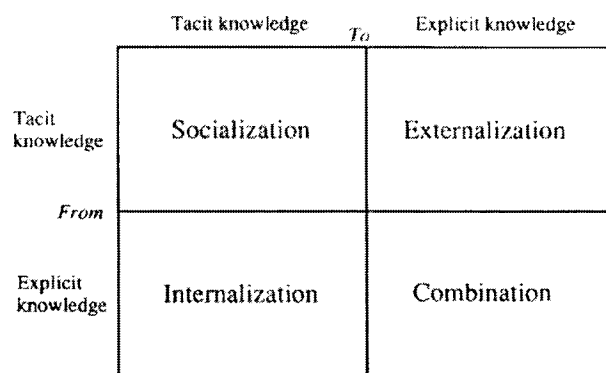 Tacit knowledge To Explicit knowledge
Tacit
knowledge
Socialization Externalization
From
Explicit
knowledge
Internalization Combination